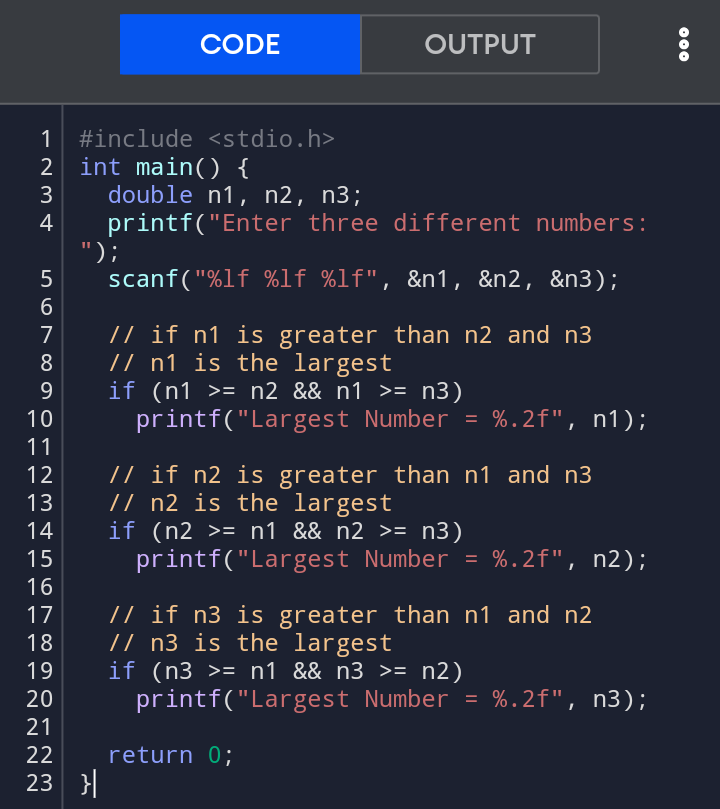 CODE OUTPUT
1 #include <stdio.h>
2 int main() {
3   double n1, n2, n3;
4   printf("Enter three different numbers:
");
5   scanf("%lf %lf %lf", &n1, &n2, &n3);
6
7   // if n1 is greater than n2 and n3
8   // n1 is the largest
9   if (n1 >= n2 && n1 >= n3)
10     printf("Largest Number = %.2f", n1);
11
12   // if n2 is greater than n1 and n3
13   // n2 is the largest
14   if (n2 >= n1 && n2 >= n3)
15     printf("Largest Number = %.2f", n2);
16
17   // if n3 is greater than n1 and n2
18   // n3 is the largest
19   if (n3 >= n1 && n3 >= n2)
20     printf("Largest Number = %.2f", n3);
21
22   return 0;
23 }